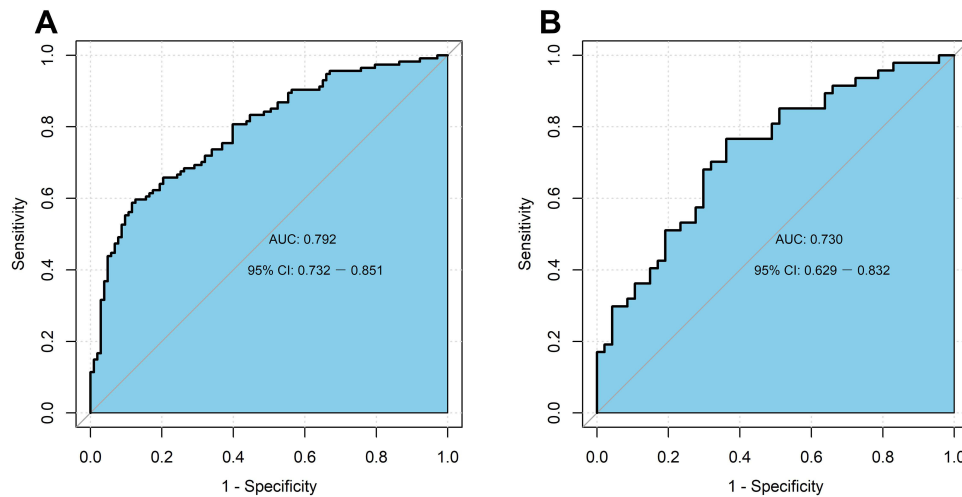 A
1.0
0.8
0.6
0.4
0.2
0.0
Sensitivity
AUC: 0.792
95% CI: 0.732 − 0.851
0.0 0.2 0.4 0.6 0.8 1.0
1 - Specificity
B
1.0
0.8
0.6
0.4
0.2
0.0
Sensitivity
AUC: 0.730
95% CI: 0.629 − 0.832
0.0 0.2 0.4 0.6 0.8 1.0
1 - Specificity